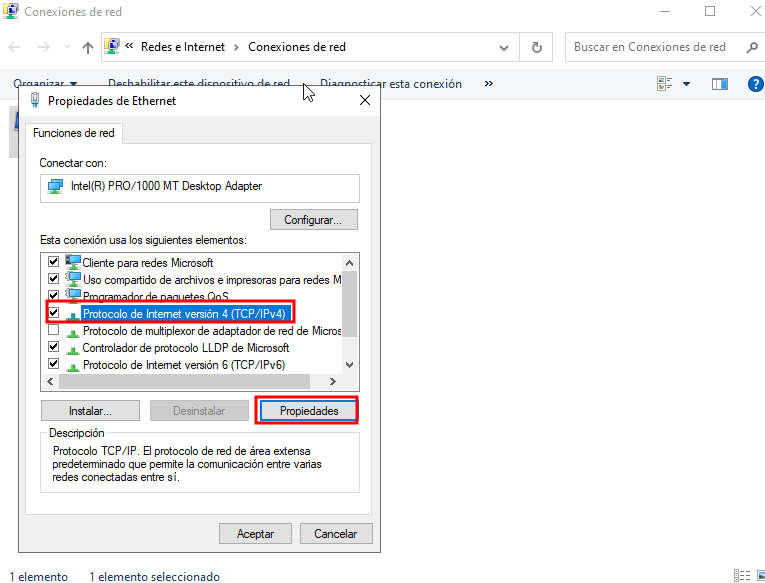 Conexiones de red
« Redes e Internet > Conexiones de red
Buscar en Conexiones de red
Organizar
Deshabilitar este dispositivo de red
Diagnosticar esta conexión
»
?
Propiedades de Ethernet
Funciones de red
Conectar con:
Intel(R) PRO/1000 MT Desktop Adapter
Configurar...
Esta conexión usa los siguientes elementos:
Cliente para redes Microsoft
Uso compartido de archivos e impresoras para redes M
Programador de paquetes QoS
Protocolo de Internet versión 4 (TCP/IPv4)
Protocolo de multiplexor de adaptador de red de Micros
Controlador de protocolo LLDP de Microsoft
Protocolo de Internet versión 6 (TCP/IPv6)
Instalar...
Desinstalar
Propiedades
Descripción
Protocolo TCP/IP. El protocolo de red de área extensa
predeterminado que permite la comunicación entre varias
redes conectadas entre sí.
Aceptar
Cancelar
1 elemento
1 elemento seleccionado